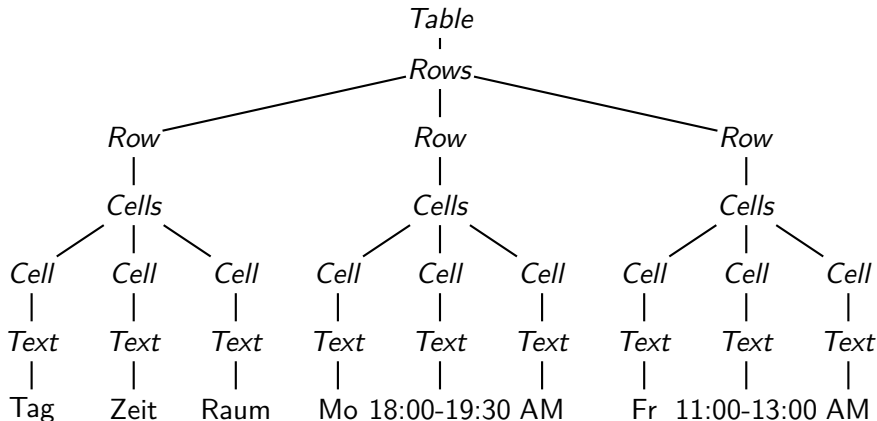 Table
Rows
Row Row Row
Cells Cells Cells
Cell Cell Cell Cell Cell Cell Cell Cell Cell
Text Text Text Text Text Text Text Text Text
Tag Zeit Raum Mo 18:00-19:30 AM Fr 11:00-13:00 AM